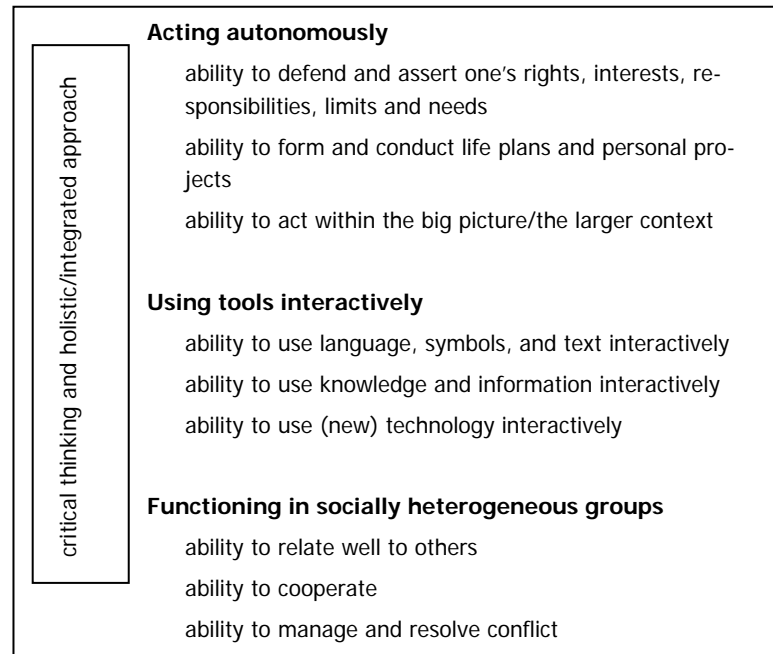 critical thinking and holistic/integrated approach
Acting autonomously
ability to defend and assert one's rights, interests, re-
sponsibilities, limits and needs
ability to form and conduct life plans and personal pro-
jects
ability to act within the big picture/the larger context
Using tools interactively
ability to use language, symbols, and text interactively
ability to use knowledge and information interactively
ability to use (new) technology interactively
Functioning in socially heterogeneous groups
ability to relate well to others
ability to cooperate
ability to manage and resolve conflict